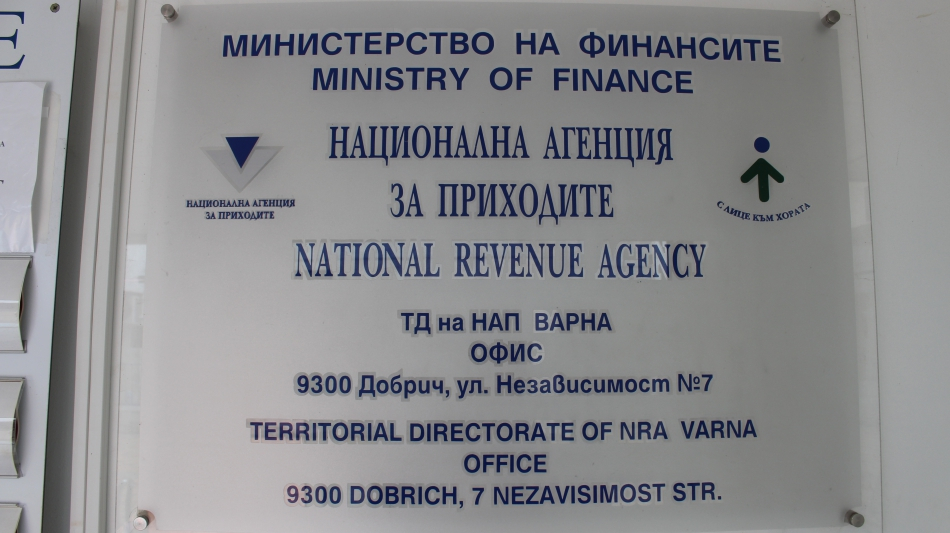 МИНИСТЕРСТВО НА ФИНАНСИТЕ
MINISTRY OF FINANCE
НАЦИОНАЛНА АГЕНЦИЯ
ЗА ПРИХОДИТЕ
НАЦИОНАЛНА АГЕНЦИЯ
ЗА ПРИХОДИТЕ
С ЛИЦЕ КЪМ ХОРАТА
NATIONAL REVENUE AGENCY
ТД на НАП ВАРНА
ОФИС
9300 Добрич, ул. Независимост №7
TERRITORIAL DIRECTORATE OF NRA VARNA
OFFICE
9300 DOBRICH, 7 NEZAVISIMOST STR.